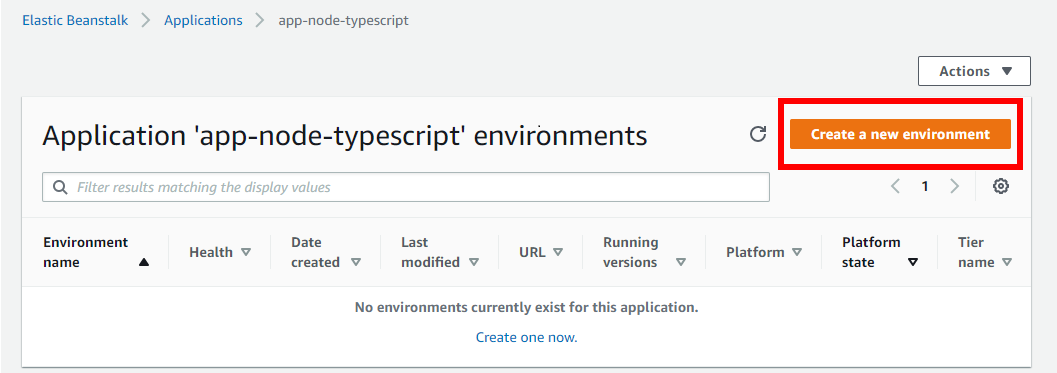 Elastic Beanstalk > Applications > app-node-typescript
Actions
Application 'app-node-typescript' environments
Create a new environment
Filter results matching the display values
1
Environment name
Health
Date created
Last modified
URL
Running versions
Platform
Platform state
Tier name
No environments currently exist for this application.
Create one now.